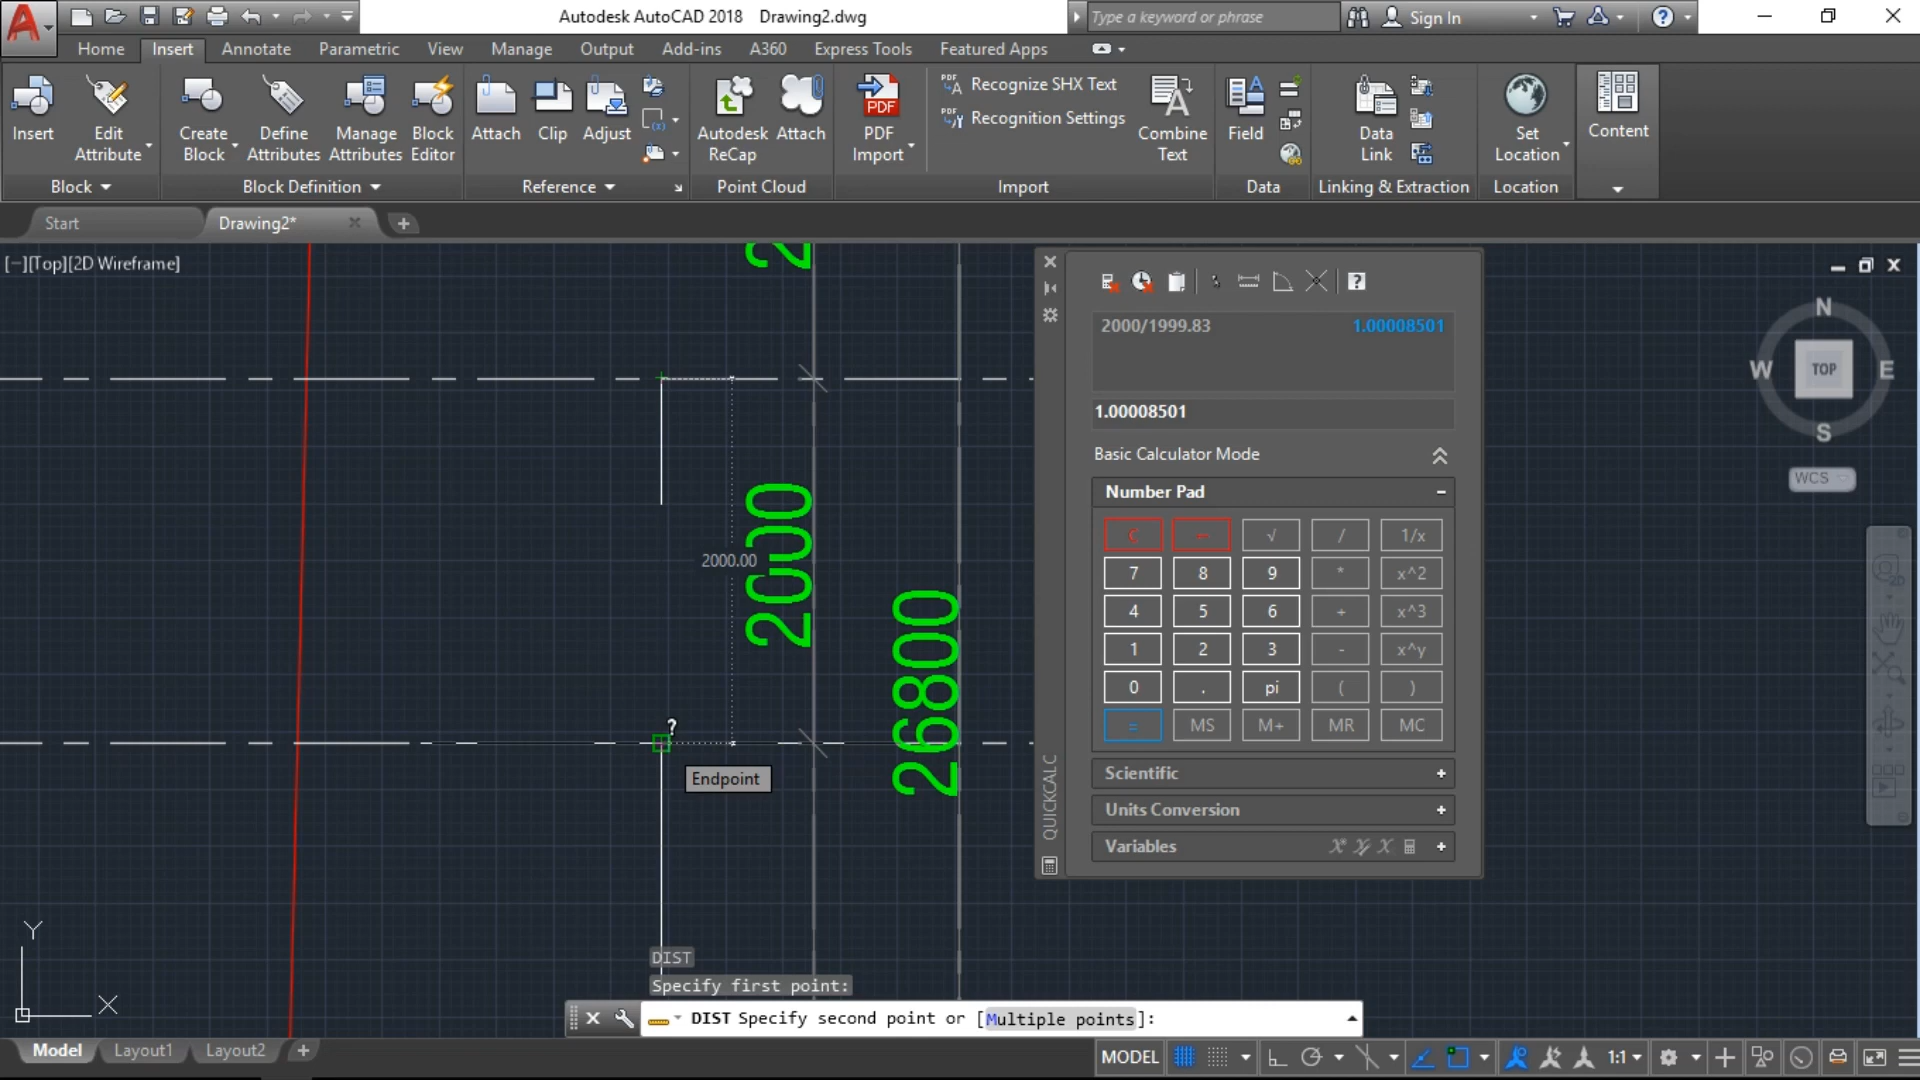 Autodesk AutoCAD 2018 Drawing2.dwg
Type a keyword or phrase
Sign In
Home Insert Annotate Parametric View Manage Output Add-ins A360 Express Tools Featured Apps
Insert
Edit Attribute
Create Block
Define Attributes
Manage Attributes
Block Editor
Attach
Clip
Adjust
Autodesk ReCap
Attach
PDF
PDF Import
Recognize SHX Text
Recognition Settings
Combine Text
Field
Data Link
Set Location
Content
Block
Block Definition
Reference
Point Cloud
Import
Data
Linking & Extraction
Location
Start
Drawing2*
[−][Top][2D Wireframe]
2000/1999.83 1.00008501
1.00008501
Basic Calculator Mode
Number Pad
C √ / 1/x
7 8 9 * x^2
4 5 6 + x^3
1 2 3 - x^y
0 . pi ( )
= MS M+ MR MC
Scientific
Units Conversion
Variables
QUICKCALC
N
W TOP E
S
WCS
2
2000
2000.00
26800
?
Endpoint
Y
X
DIST
Specify first point:
DIST Specify second point or [Multiple points]:
Model Layout1 Layout2
MODEL
1:1